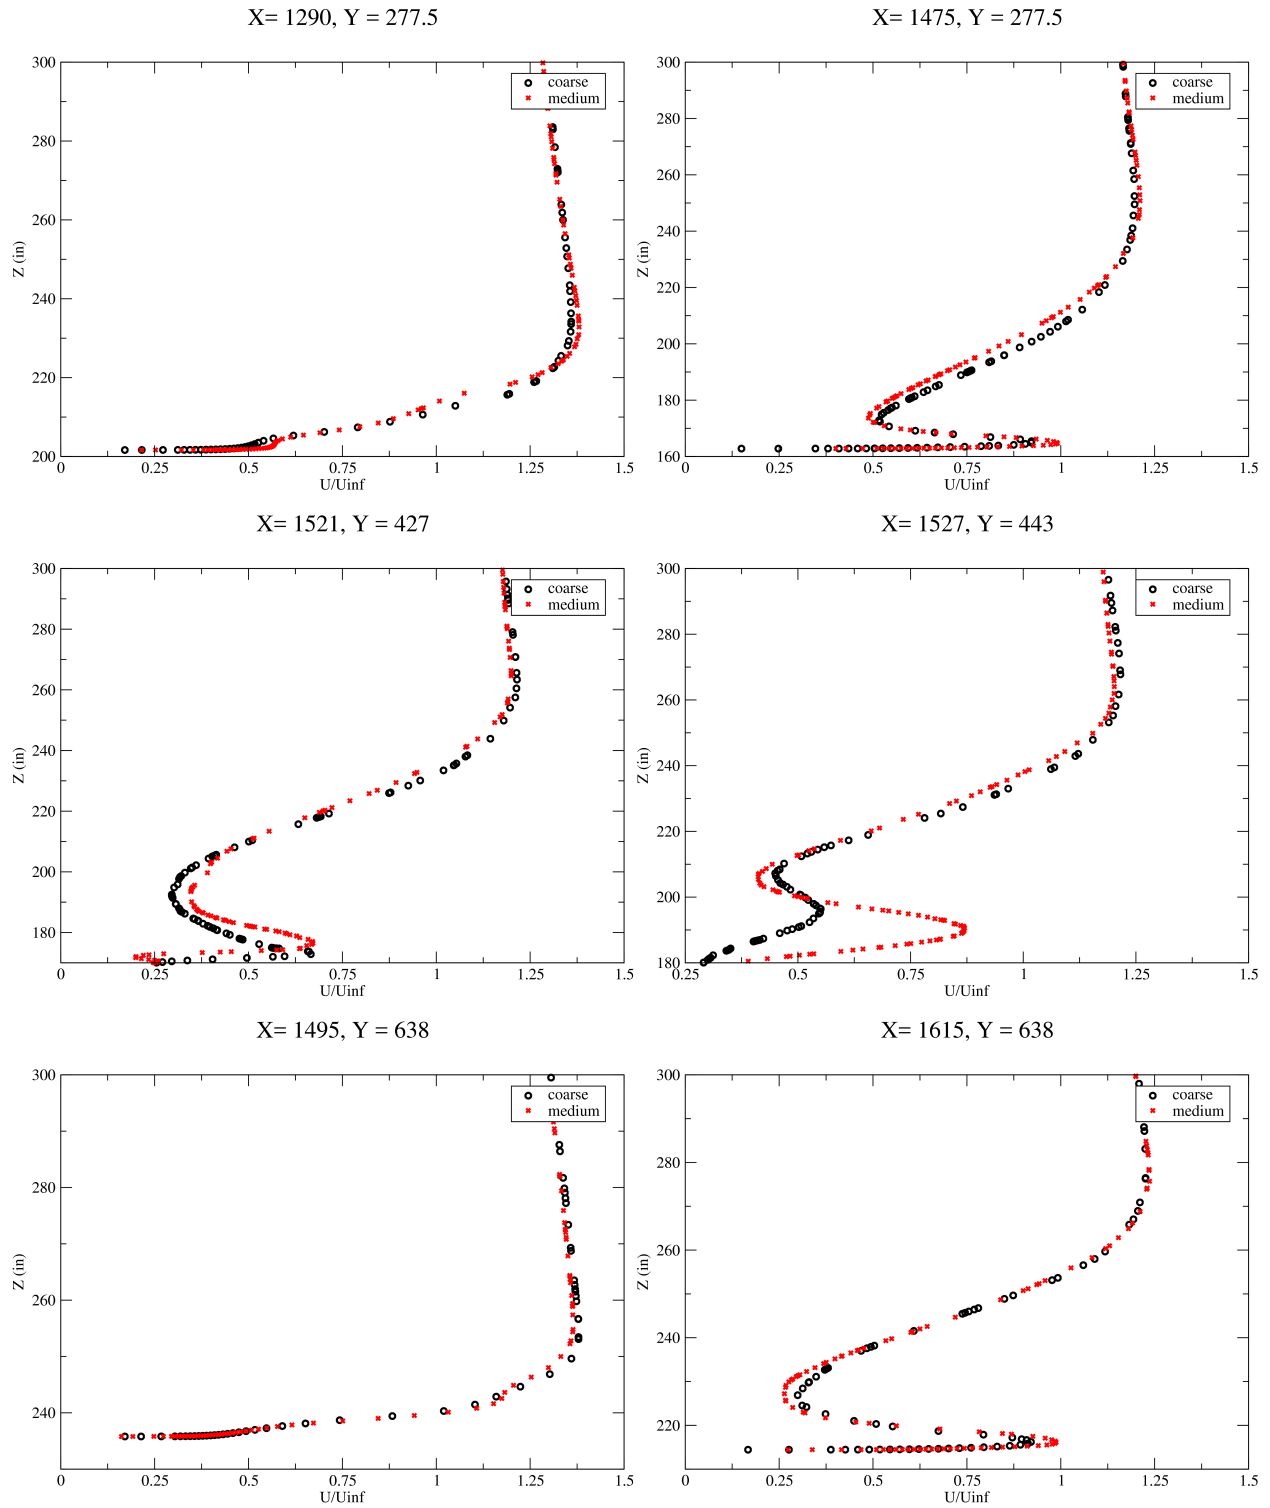 X= 1290, Y = 277.5
300
280
260
240
220
200
Z (in)
0
0.25
0.5
0.75
1
1.25
1.5
U/Uinf
coarse
medium
X= 1475, Y = 277.5
300
280
260
240
220
200
180
160
Z (in)
0
0.25
0.5
0.75
1
1.25
1.5
U/Uinf
coarse
medium
X= 1521, Y = 427
300
280
260
240
220
200
180
Z (in)
0
0.25
0.5
0.75
1
1.25
1.5
U/Uinf
coarse
medium
X= 1527, Y = 443
300
280
260
240
220
200
180
Z (in)
0.25
0.5
0.75
1
1.25
1.5
U/Uinf
coarse
medium
X= 1495, Y = 638
300
280
260
240
Z (in)
0
0.25
0.5
0.75
1
1.25
1.5
U/Uinf
coarse
medium
X= 1615, Y = 638
300
280
260
240
220
Z (in)
0
0.25
0.5
0.75
1
1.25
1.5
U/Uinf
coarse
medium